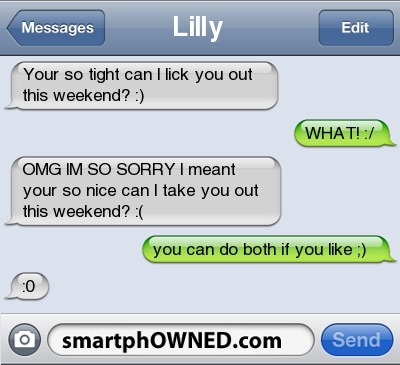 Messages
Lilly
Edit
Your so tight can I lick you out
this weekend? :)
WHAT! :/
OMG IM SO SORRY I meant
your so nice can I take you out
this weekend? :(
you can do both if you like ;)
:0
smartphOWNED.com
Send